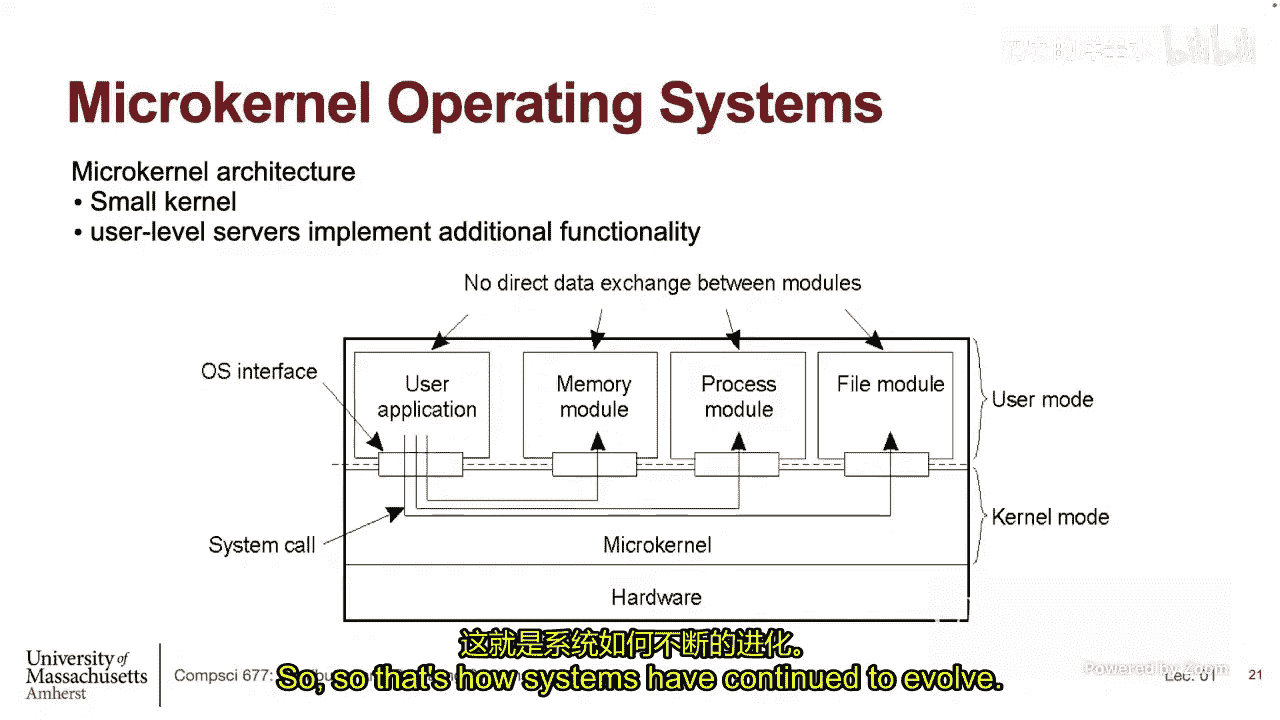 bilibili
Microkernel Operating Systems
Microkernel architecture
• Small kernel
• user-level servers implement additional functionality
No direct data exchange between modules
OS interface
User
application
Memory
module
Process
module
File module
User mode
System call
Microkernel
Kernel mode
Hardware
这就是系统如何不断的进化。
So, so that's how systems have continued to evolve.
University of
Massachusetts
Amherst
Compsci 677:
Powered by Zoom
Lec. 01
21